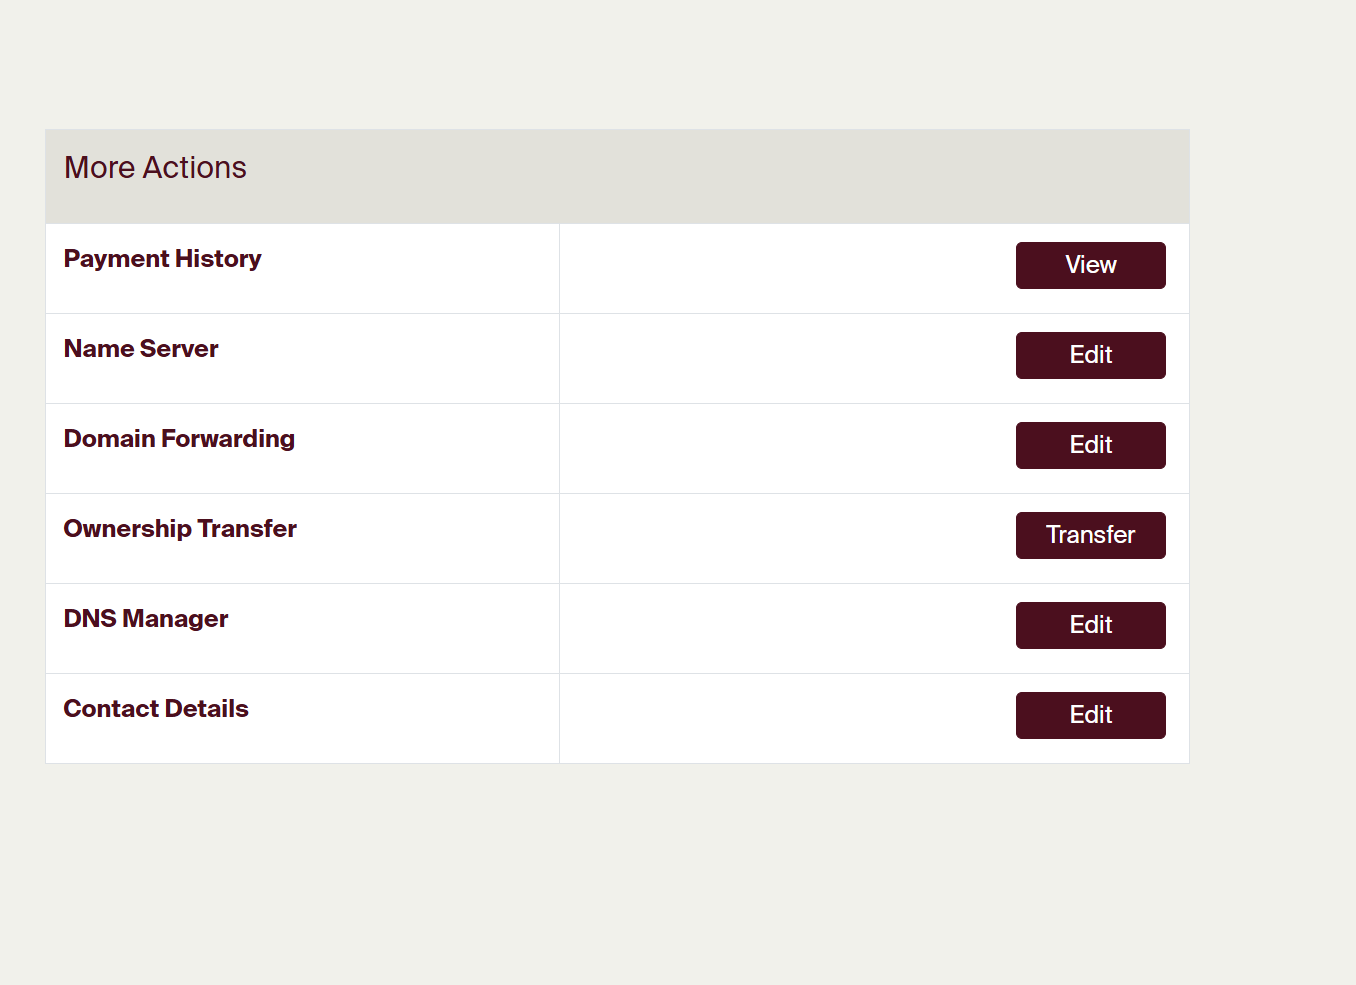 More Actions
Payment History View
Name Server Edit
Domain Forwarding Edit
Ownership Transfer Transfer
DNS Manager Edit
Contact Details Edit